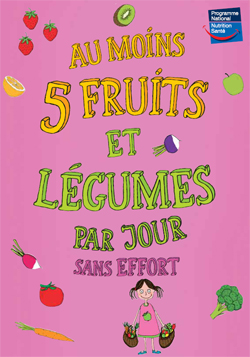 Programme
National
Nutrition
Santé
AU MOINS
5 FRUITS
ET
LÉGUMES
PAR JOUR
SANS EFFORT